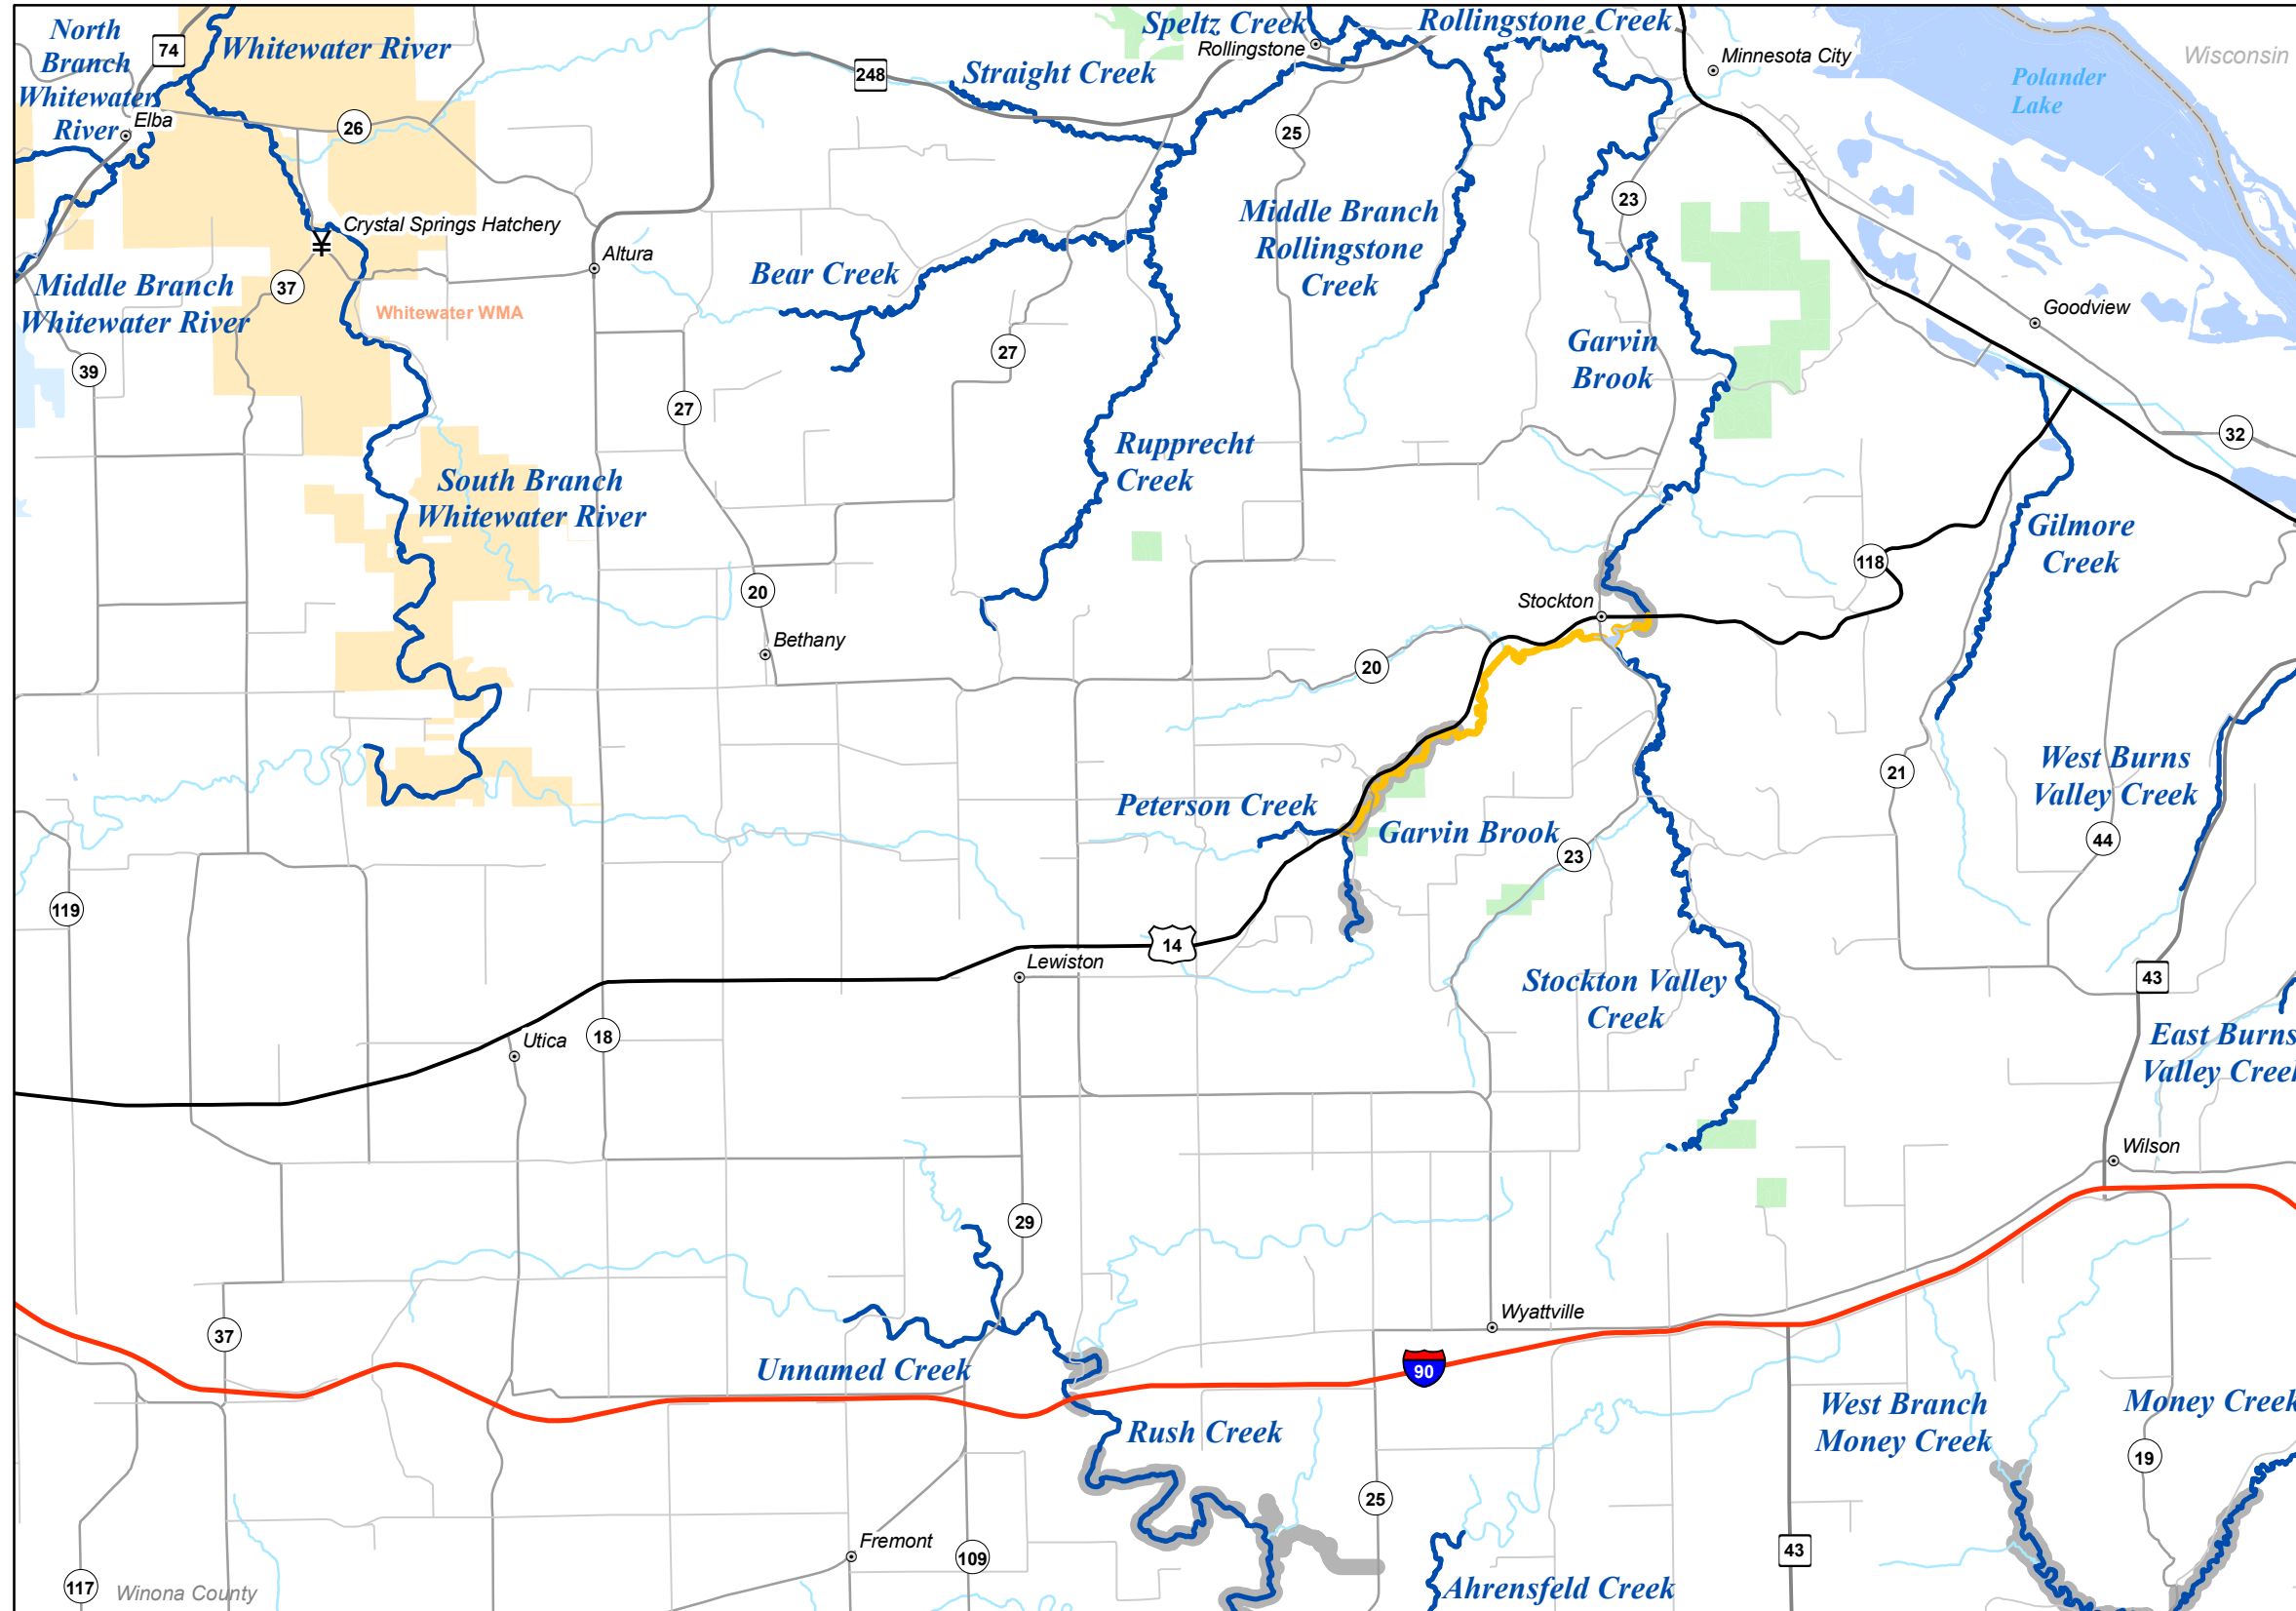 North
Branch
Whitewater
River
74
Whitewater River
Elba
26
248
Straight Creek
Speltz Creek
Rollingstone
Rollingstone Creek
Minnesota City
Polander
Lake
Wisconsin
25
Middle Branch
Rollingstone
Creek
23
Crystal Springs Hatchery
37
Middle Branch
Whitewater River
Whitewater WMA
Altura
Bear Creek
39
27
27
Garvin
Brook
Goodview
32
Rupprecht
Creek
South Branch
Whitewater River
Gilmore
Creek
118
20
Stockton
Bethany
20
West Burns
Valley Creek
21
44
Peterson Creek
Garvin Brook
23
119
14
Lewiston
Stockton Valley
Creek
43
Utica
18
East Burns
Valley Creek
Wilson
29
Wyattville
37
Unnamed Creek
90
Rush Creek
West Branch
Money Creek
Money Creek
19
25
Fremont
109
43
117
Winona County
Ahrensfeld Creek